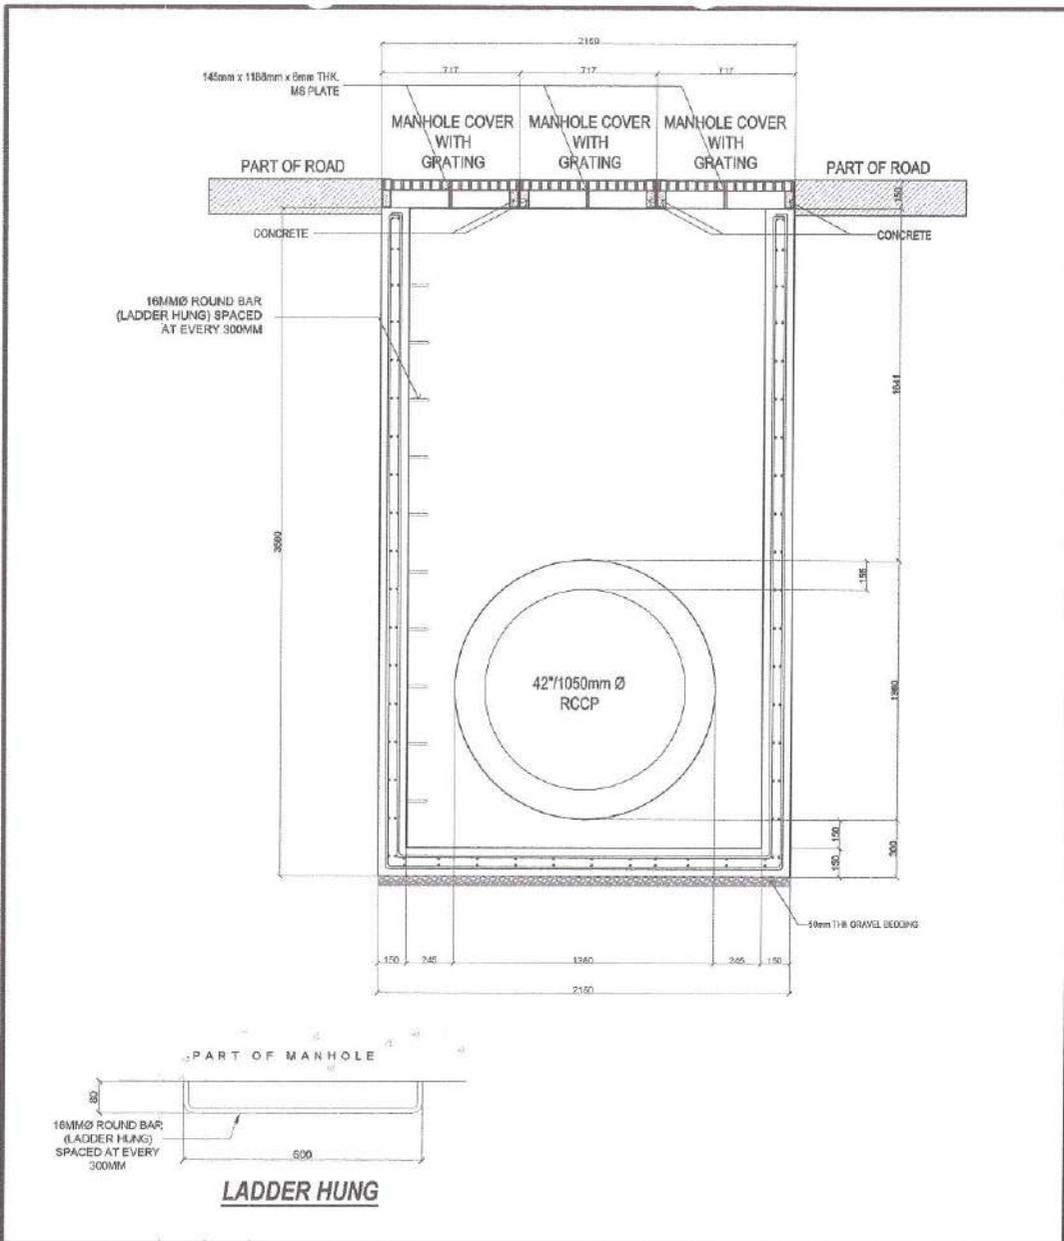 2150
717
717
717
145mm x 1188mm x 6mm THK.
MS PLATE
MANHOLE COVER
WITH
GRATING
MANHOLE COVER
WITH
GRATING
MANHOLE COVER
WITH
GRATING
PART OF ROAD
PART OF ROAD
150
CONCRETE
CONCRETE
16MMØ ROUND BAR
(LADDER HUNG) SPACED
AT EVERY 300MM
3580
155
42"/1050mm Ø
RCCP
1360
150
150
300
50mm THK GRAVEL BEDDING
150
245
1360
245
150
2150
PART OF MANHOLE
80
16MMØ ROUND BAR
(LADDER HUNG)
SPACED AT EVERY
300MM
600
LADDER HUNG